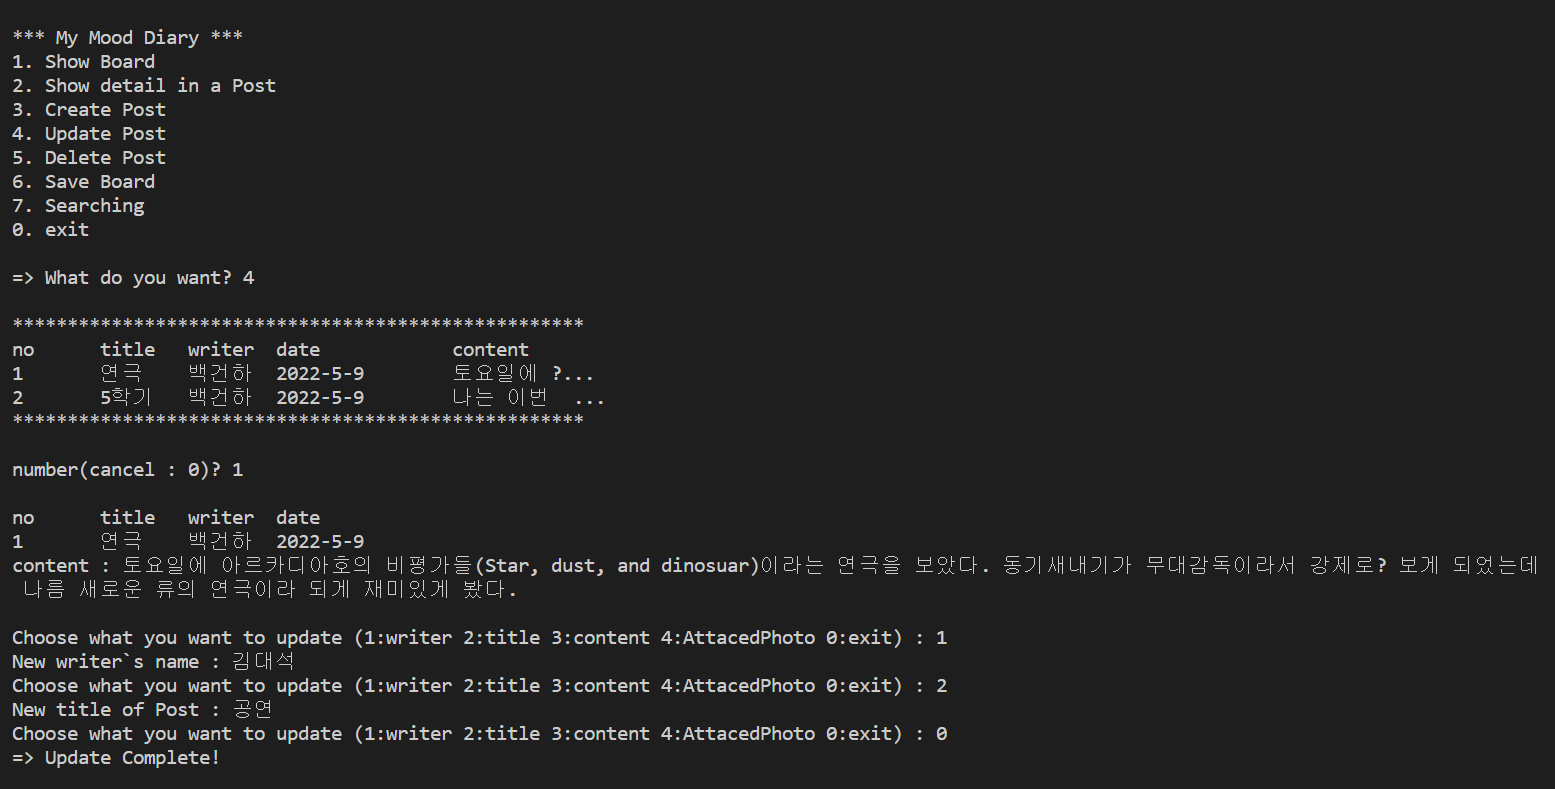 *** My Mood Diary ***
1. Show Board
2. Show detail in a Post
3. Create Post
4. Update Post
5. Delete Post
6. Save Board
7. Searching
0. exit
=> What do you want? 4
****************************************************
no title writer date content
1 연극 백건하 2022-5-9 토요일에 ?...
2 5학기 백건하 2022-5-9 나는 이번 ...
****************************************************
number(cancel : 0)? 1
no title writer date
1 연극 백건하 2022-5-9
content : 토요일에 아르카디아호의 비평가들(Star, dust, and dinosuar)이라는 연극을 보았다. 동기새내기가 무대감독이라서 강제로? 보게 되었는데
나름 새로운 류의 연극이라 되게 재미있게 봤다.
Choose what you want to update (1:writer 2:title 3:content 4:AttacedPhoto 0:exit) : 1
New writer`s name : 김대석
Choose what you want to update (1:writer 2:title 3:content 4:AttacedPhoto 0:exit) : 2
New title of Post : 공연
Choose what you want to update (1:writer 2:title 3:content 4:AttacedPhoto 0:exit) : 0
=> Update Complete!